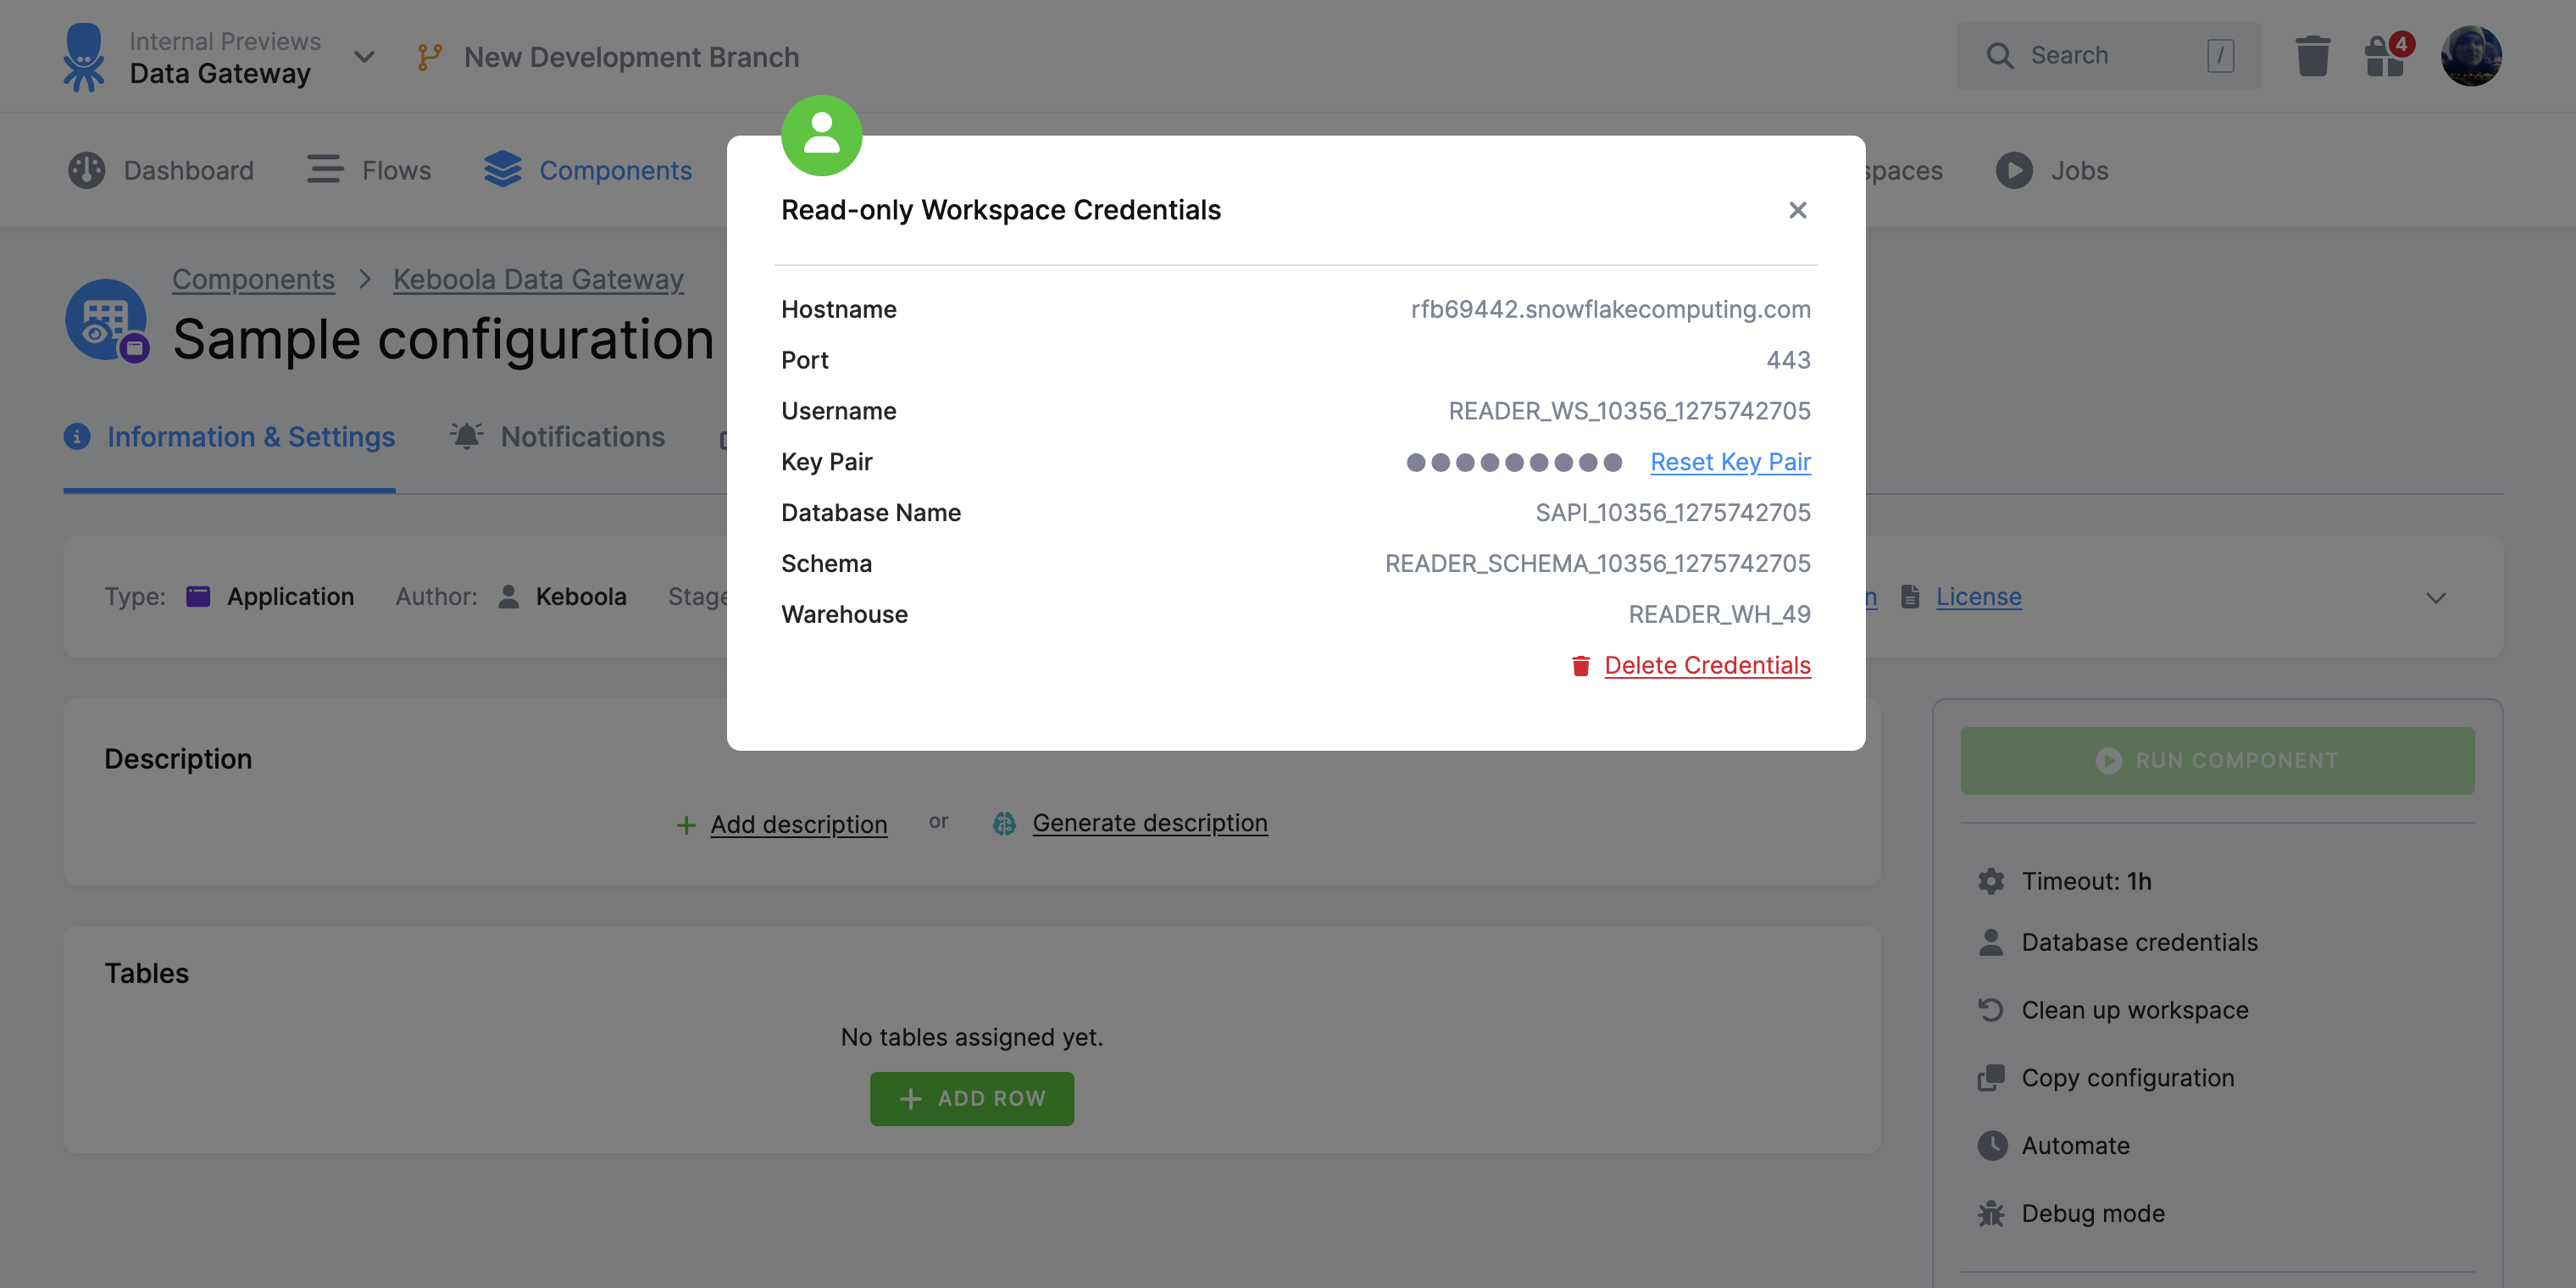 Internal Previews
Data Gateway
New Development Branch
Search /
4
Dashboard Flows Components spaces Jobs
Read-only Workspace Credentials
Components > Keboola Data Gateway
Sample configuration
Hostname rfb69442.snowflakecomputing.com
Port 443
Username READER_WS_10356_1275742705
Information & Settings Notifications
Key Pair Reset Key Pair
Database Name SAPI_10356_1275742705
Schema READER_SCHEMA_10356_1275742705
Type: Application Author: Keboola Stage n License
Warehouse READER_WH_49
Delete Credentials
Description
Add description or Generate description
RUN COMPONENT
Timeout: 1h
Database credentials
Clean up workspace
Copy configuration
Automate
Debug mode
Tables
No tables assigned yet.
ADD ROW